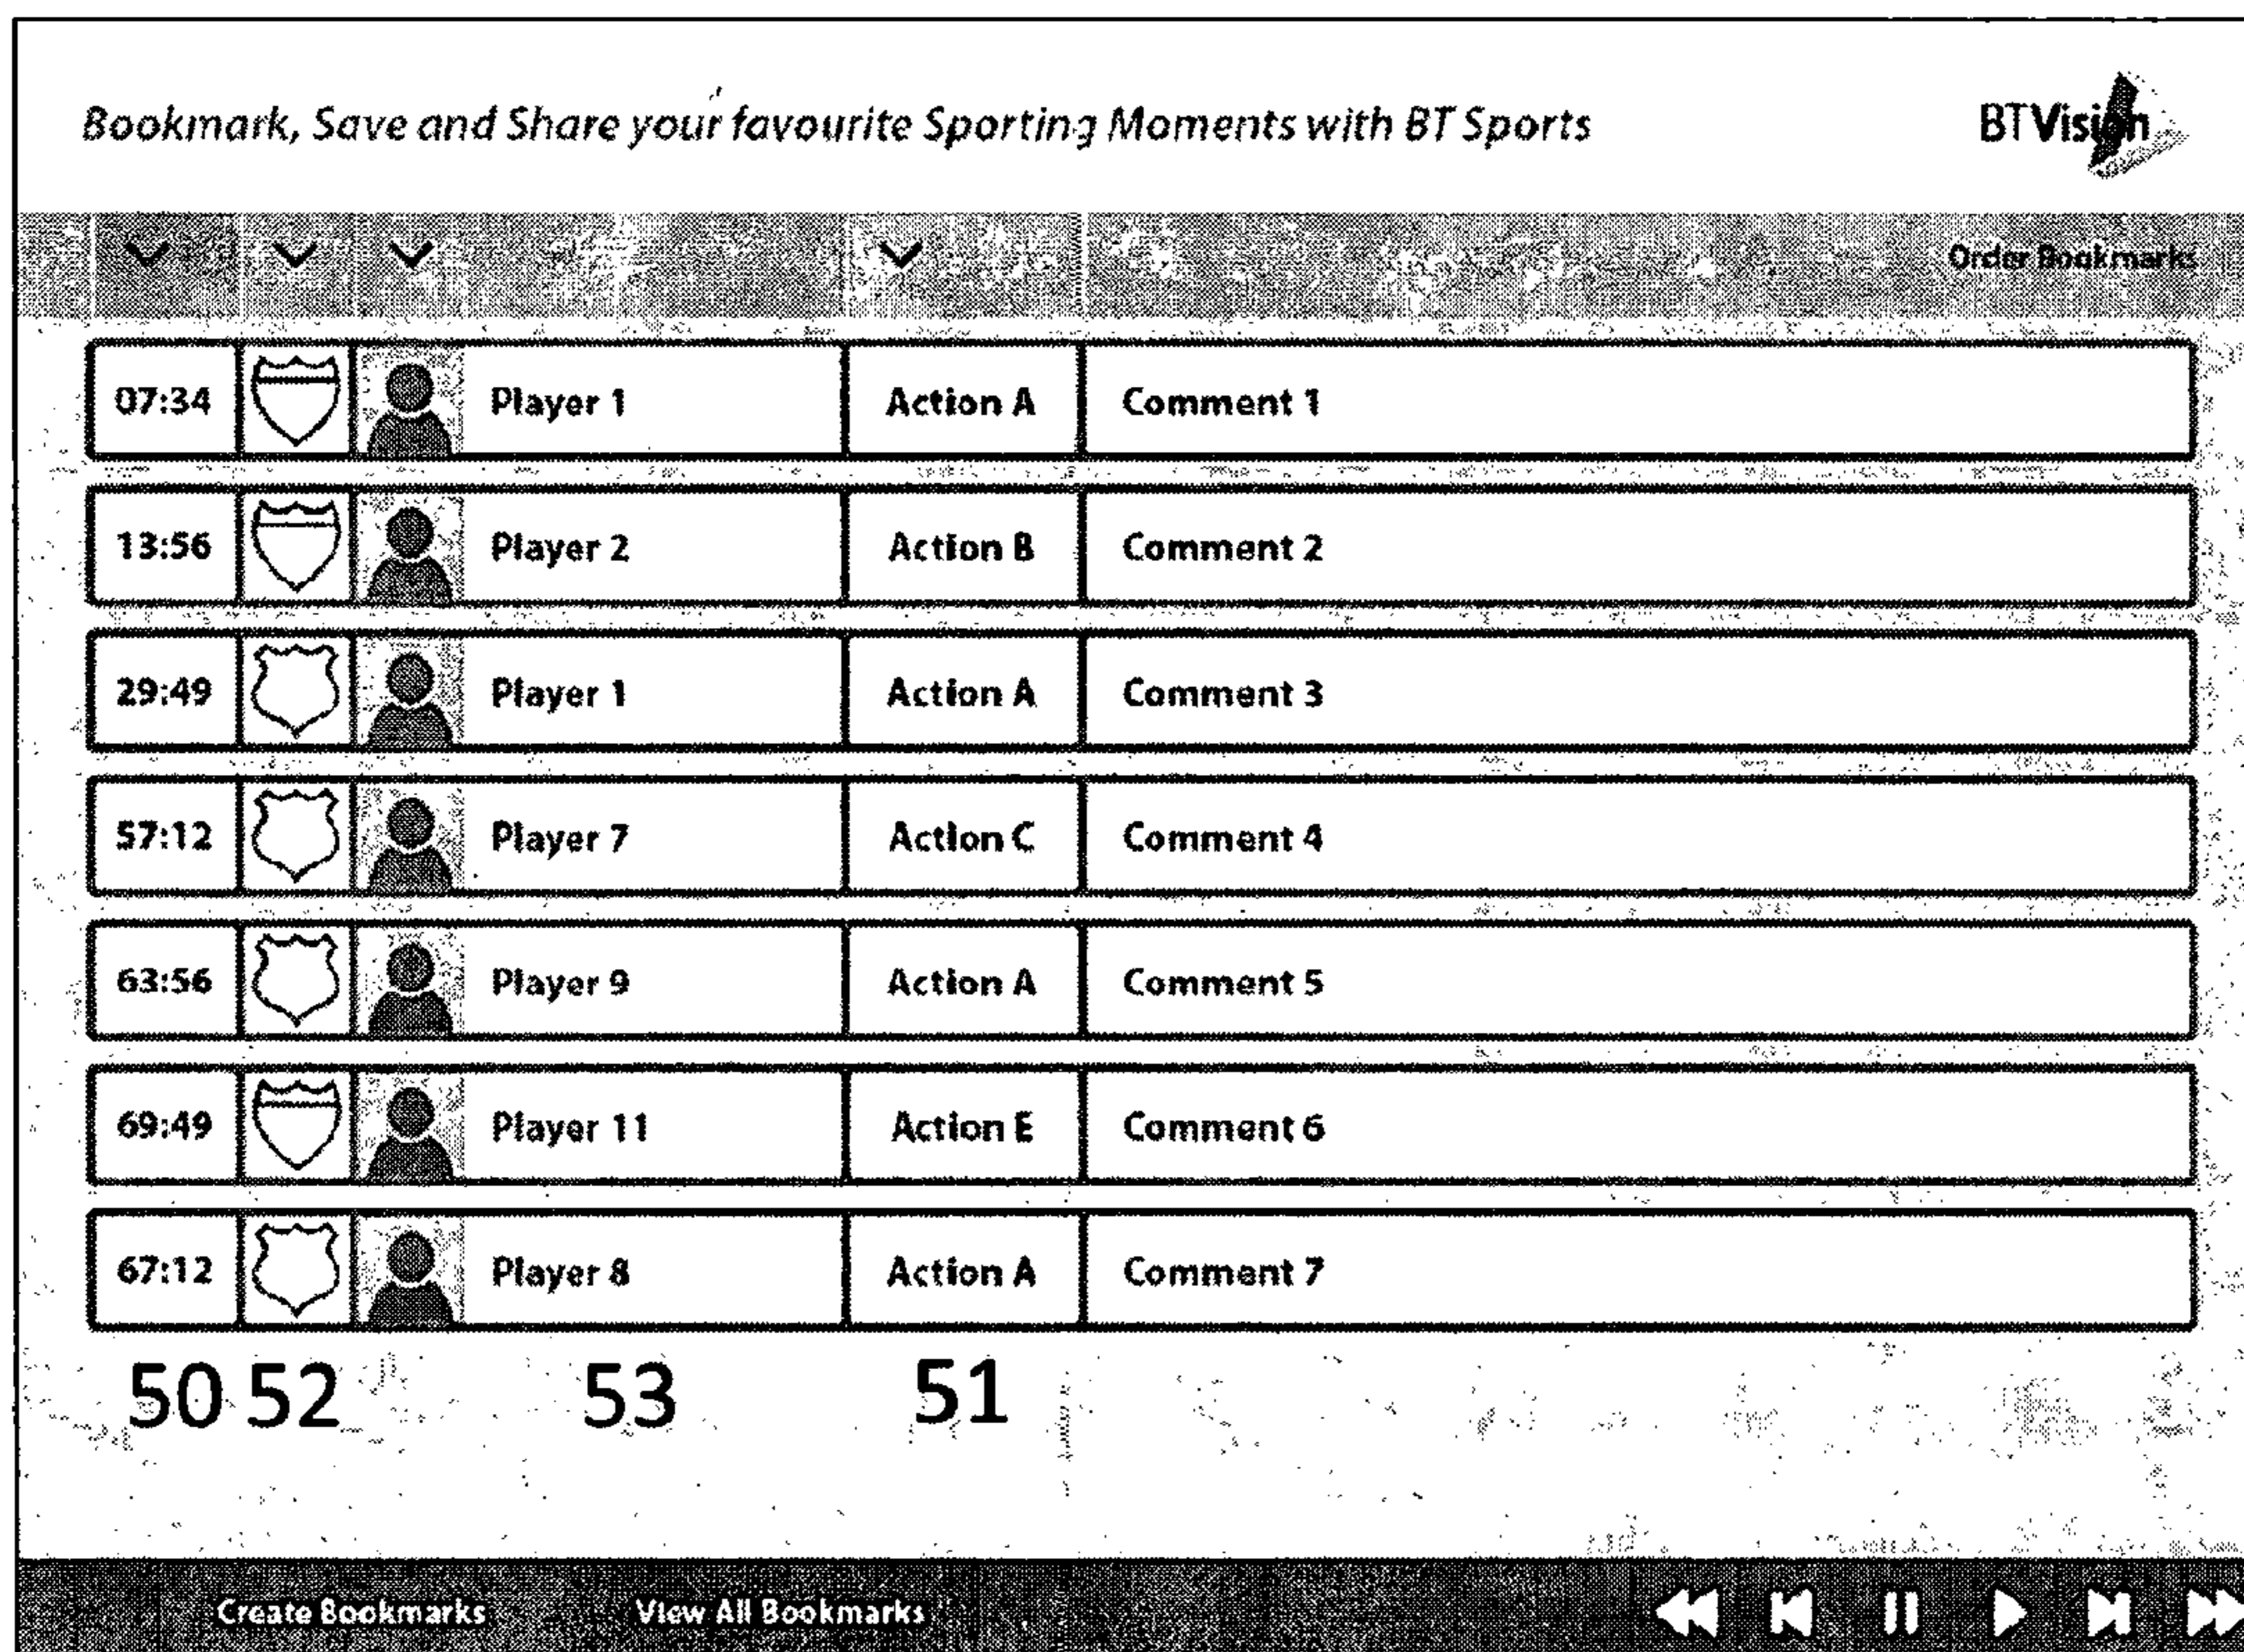 Bookmark, Save and Share your favourite Sporting Moments with BT Sports
BTVision
Order Bookmarks
07:34 Player 1 Action A Comment 1
13:56 Player 2 Action B Comment 2
29:49 Player 1 Action A Comment 3
57:12 Player 7 Action C Comment 4
63:56 Player 9 Action A Comment 5
69:49 Player 11 Action E Comment 6
67:12 Player 8 Action A Comment 7
50 52 53 51
Create Bookmarks View All Bookmarks